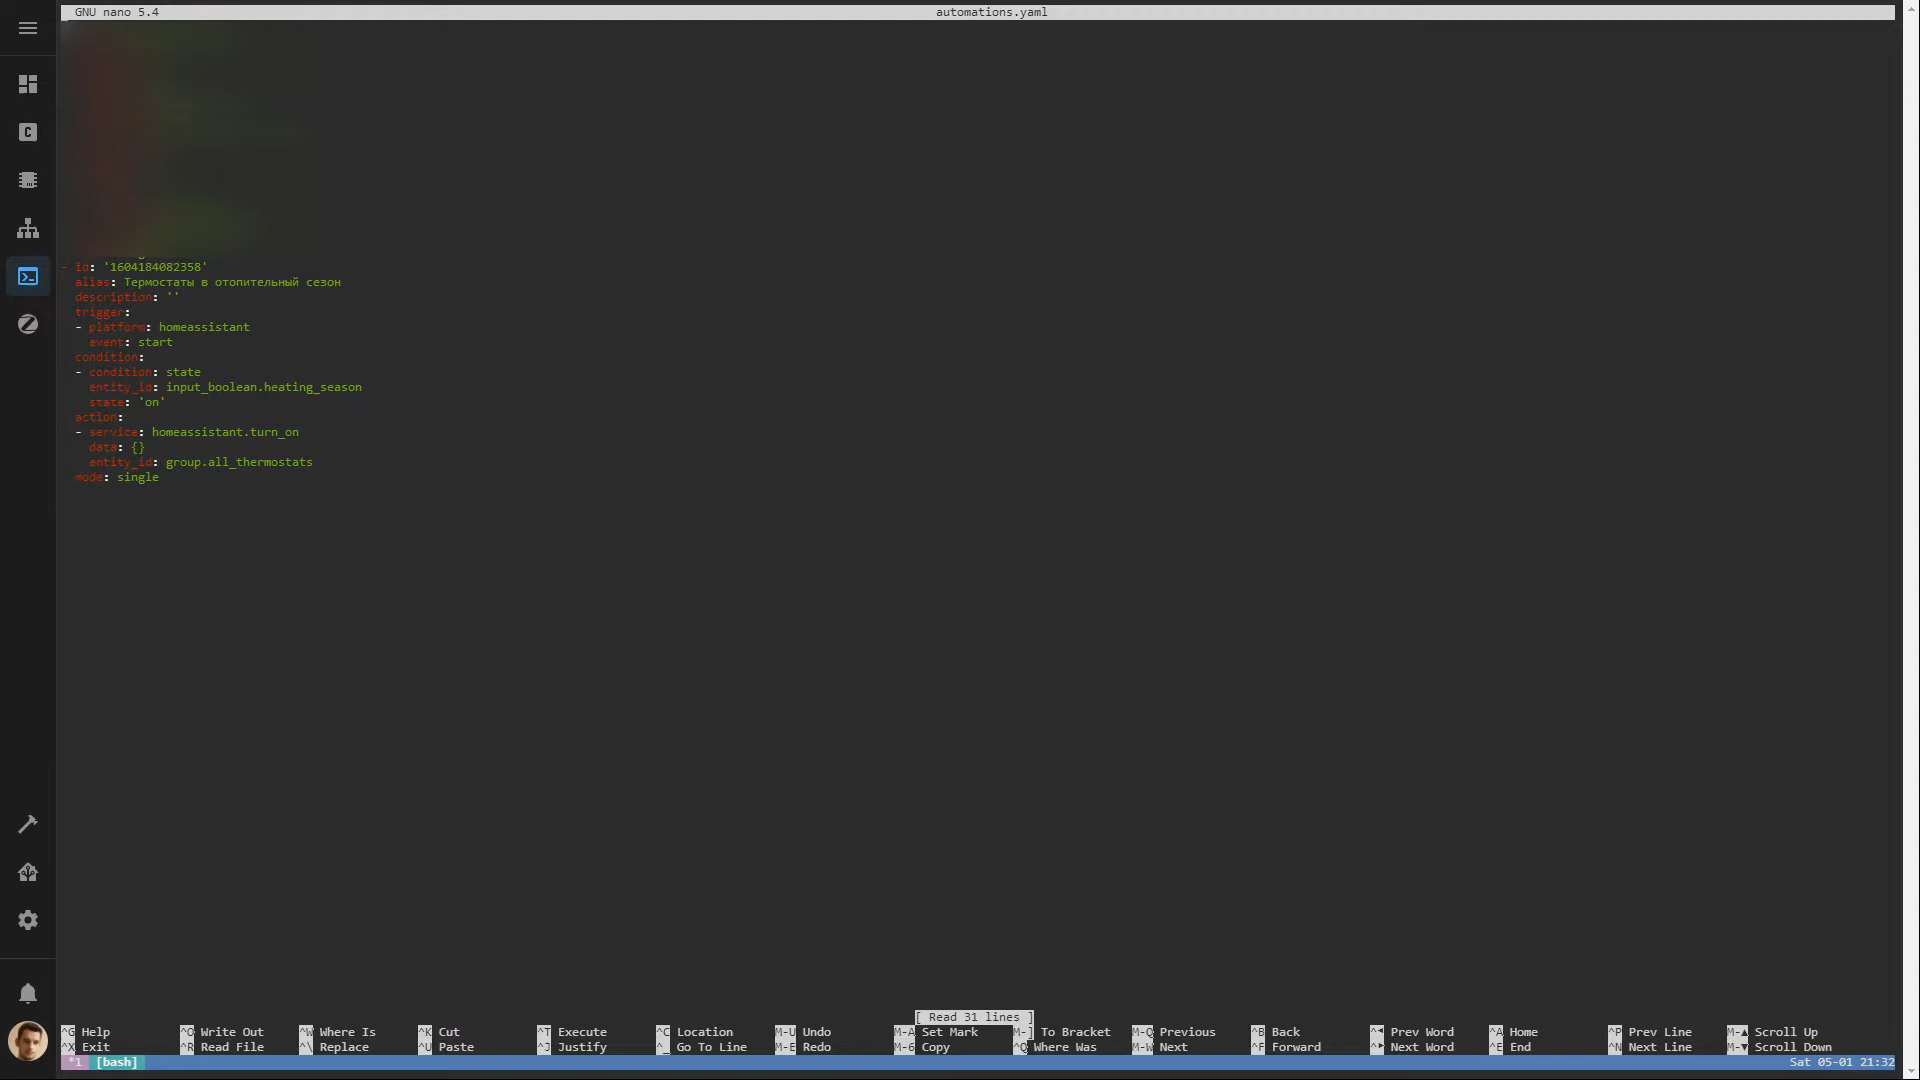 GNU nano 5.4 automations.yaml
- id: '1604184082358'
alias: Термостаты в отопительный сезон
description: ''
trigger:
- platform: homeassistant
event: start
condition:
- condition: state
entity_id: input_boolean.heating_season
state: 'on'
action:
- service: homeassistant.turn_on
data: {}
entity_id: group.all_thermostats
mode: single
[ Read 31 lines ]
^G Help ^O Write Out ^W Where Is ^K Cut ^T Execute ^C Location M-U Undo M-A Set Mark M-] To Bracket M-Q Previous ^B Back ^◂ Prev Word ^A Home ^P Prev Line M-▲ Scroll Up
^X Exit ^R Read File ^\ Replace ^U Paste ^J Justify ^_ Go To Line M-E Redo M-6 Copy ^Q Where Was M-W Next ^F Forward ^▸ Next Word ^E End ^N Next Line M-▼ Scroll Down
*1 [bash] Sat 05-01 21:32